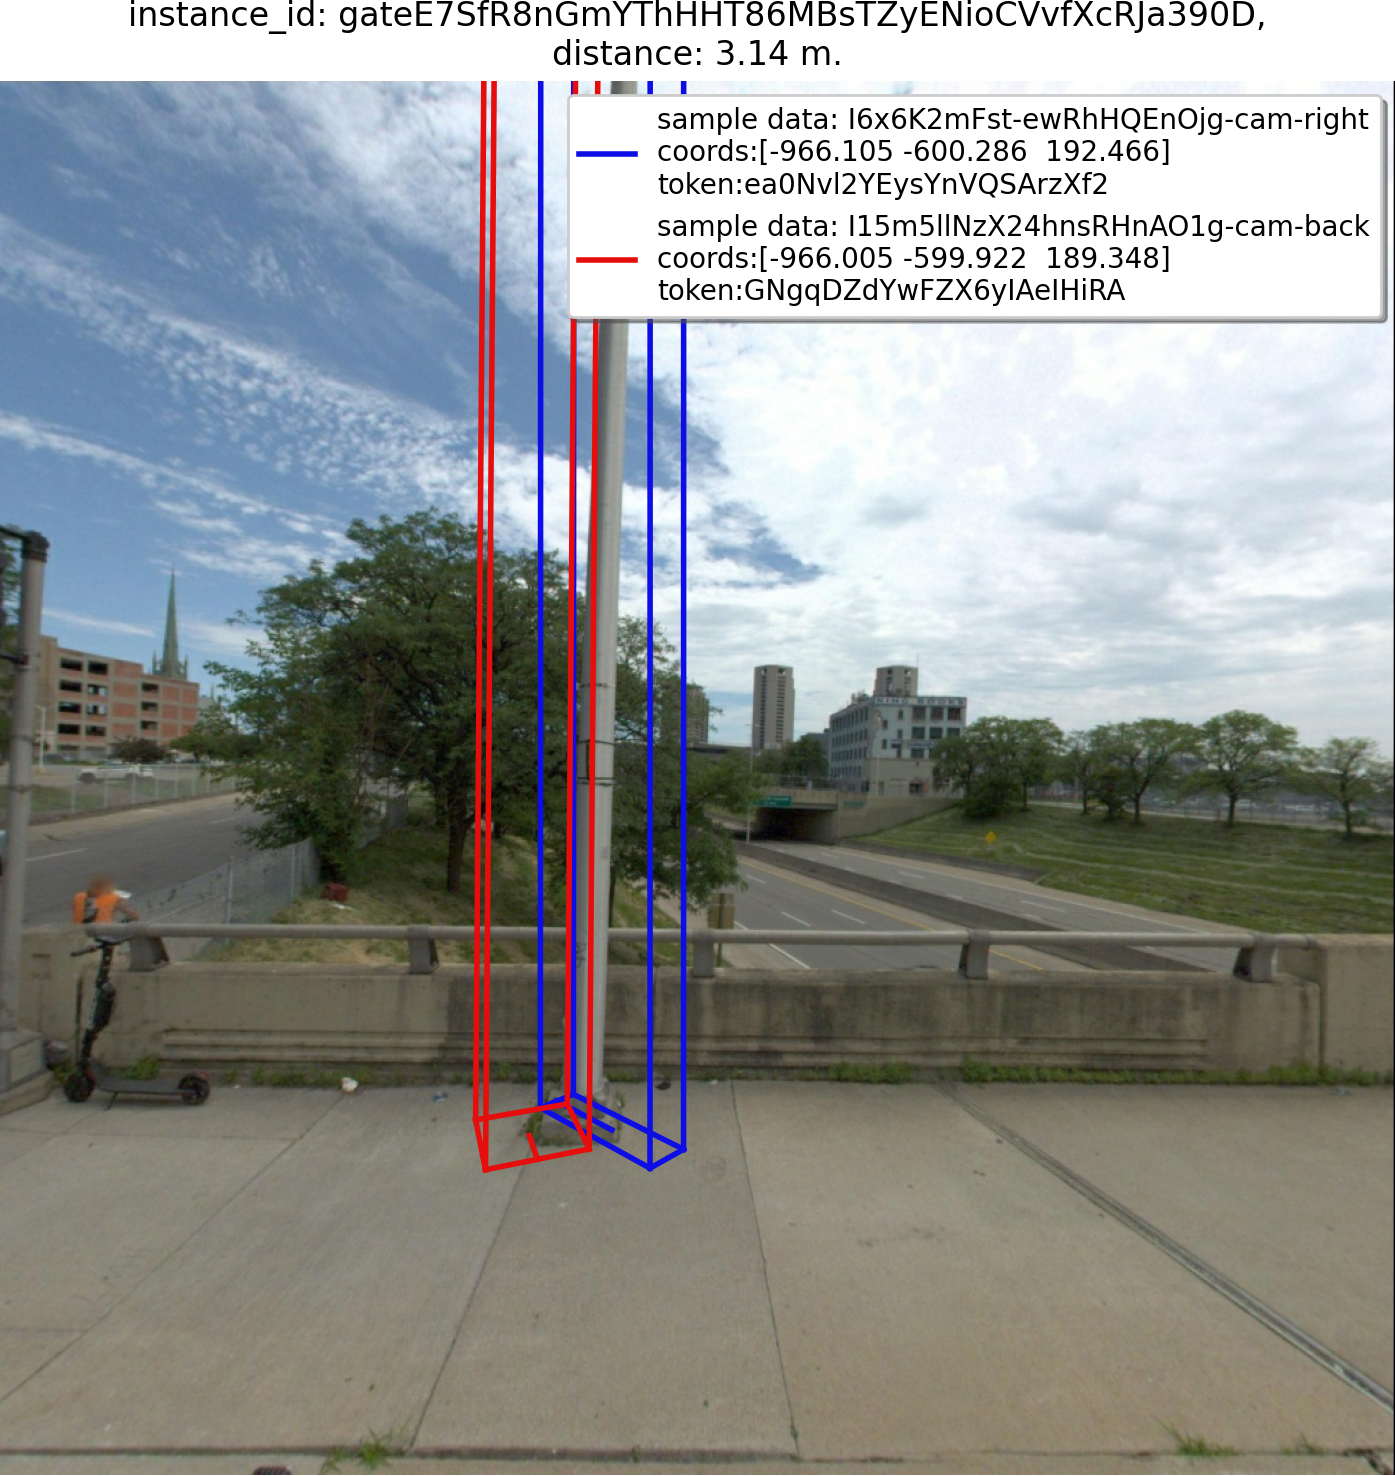 instance_id: gateE7SfR8nGmYThHHT86MBsTZyENioCVvfXcRJa390D,
distance: 3.14 m.
sample data: I6x6K2mFst-ewRhHQEnOjg-cam-right
coords:[-966.105 -600.286  192.466]
token:ea0Nvl2YEysYnVQSArzXf2
sample data: I15m5llNzX24hnsRHnAO1g-cam-back
coords:[-966.005 -599.922  189.348]
token:GNgqDZdYwFZX6yIAeIHiRA